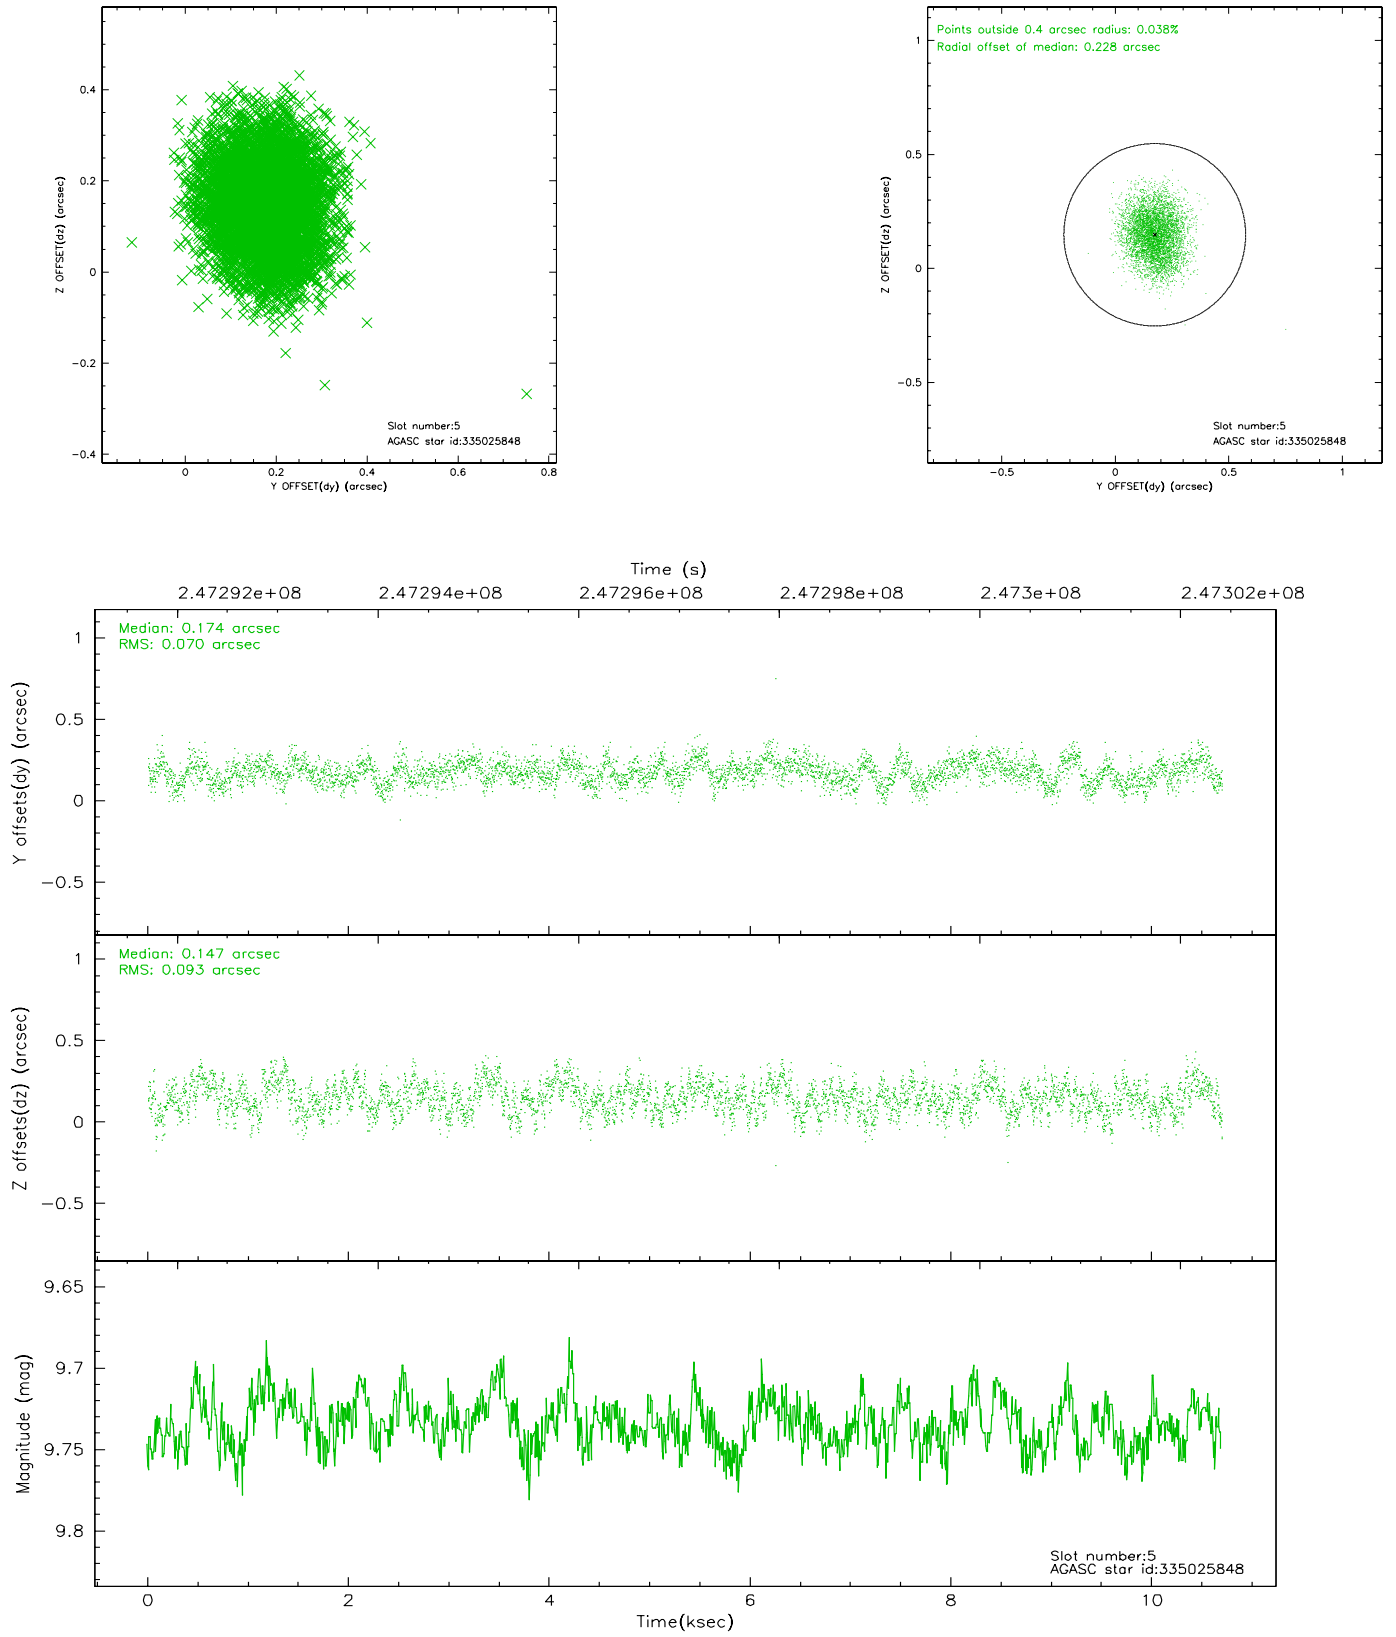 0.4
0.2
0
−0.2
−0.4
Z OFFSET(dz) (arcsec)
Slot number:5
AGASC star id:335025848
0 0.2 0.4 0.6 0.8
Y OFFSET(dy) (arcsec)
Points outside 0.4 arcsec radius: 0.038%
Radial offset of median: 0.228 arcsec
1
0.5
0
−0.5
Z OFFSET(dz) (arcsec)
Slot number:5
AGASC star id:335025848
−0.5 0 0.5 1
Y OFFSET(dy) (arcsec)
Time (s)
2.47292e+08 2.47294e+08 2.47296e+08 2.47298e+08 2.473e+08 2.47302e+08
Median: 0.174 arcsec
RMS: 0.070 arcsec
1
0.5
0
−0.5
Y offsets(dy) (arcsec)
Median: 0.147 arcsec
RMS: 0.093 arcsec
1
0.5
0
−0.5
Z offsets(dz) (arcsec)
9.65
9.7
9.75
9.8
Magnitude (mag)
Slot number:5
AGASC star id:335025848
0 2 4 6 8 10
Time(ksec)